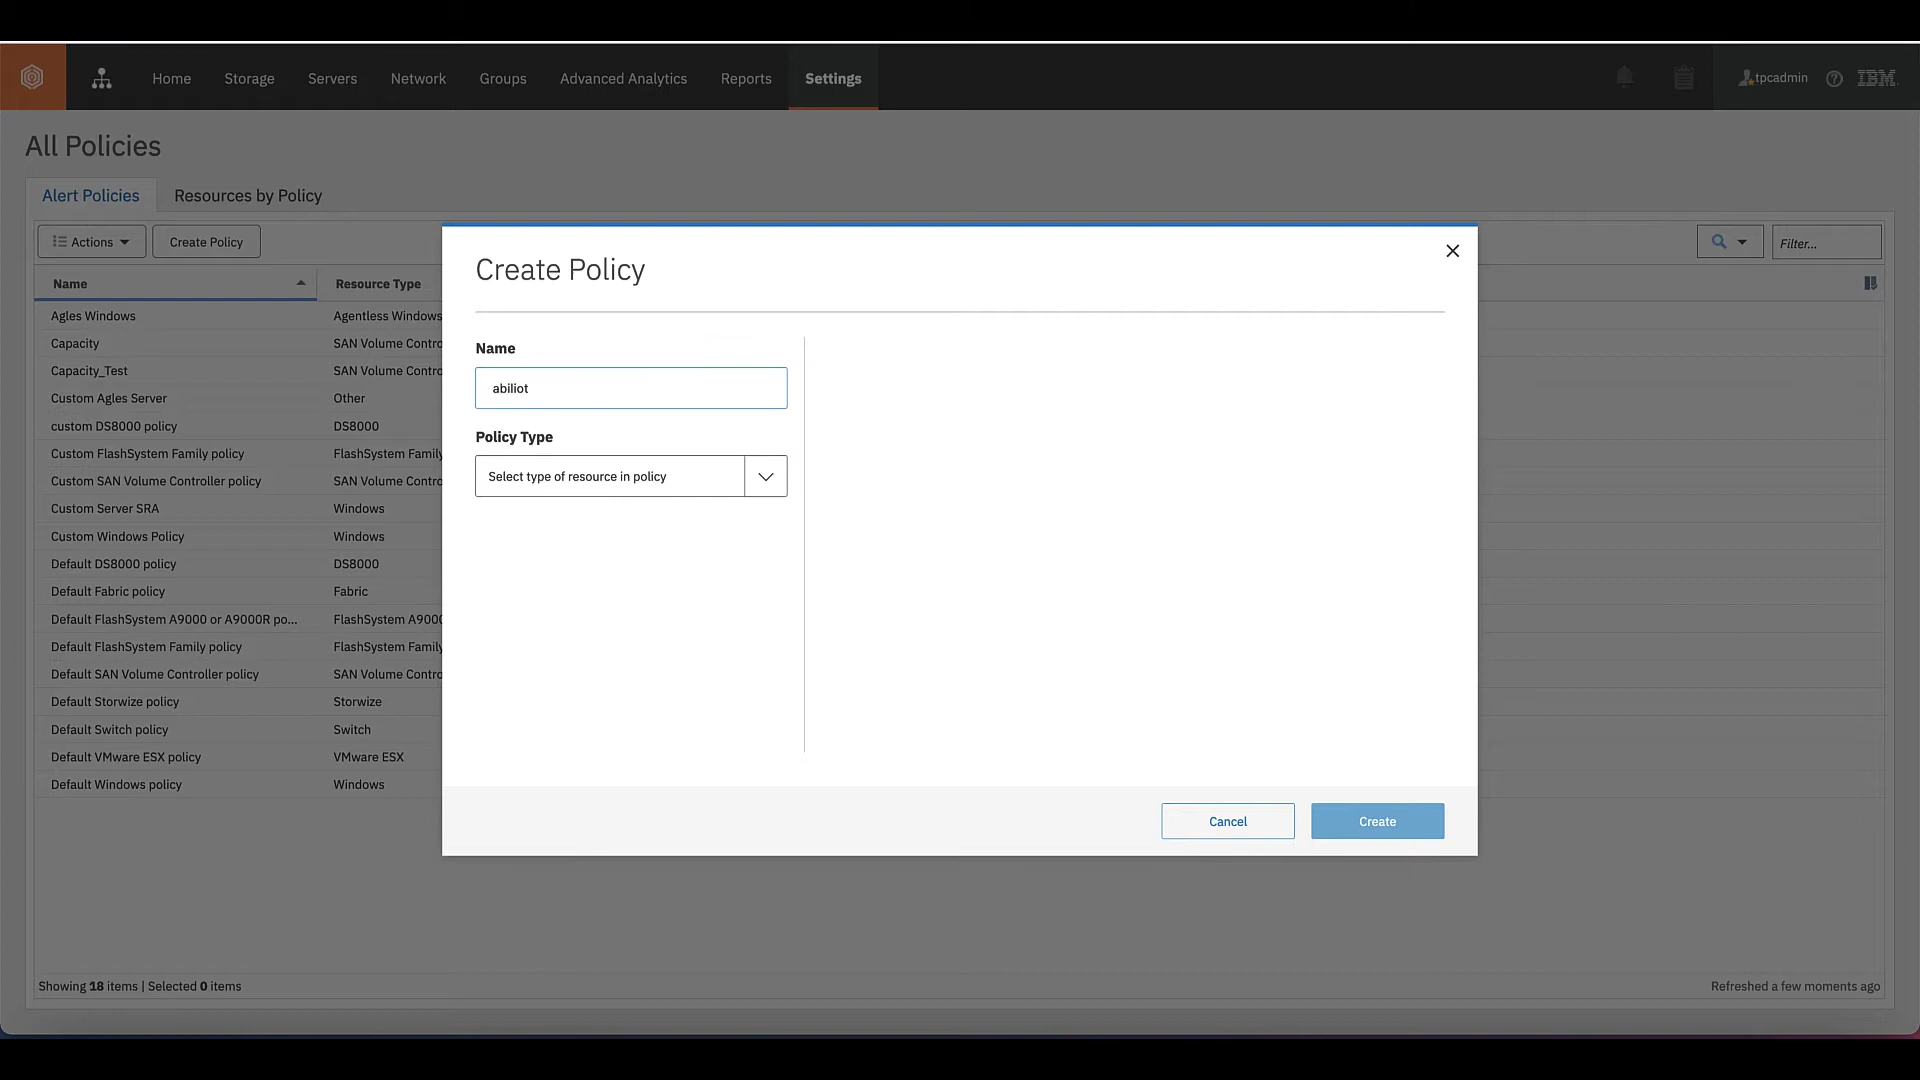 Home Storage Servers Network Groups Advanced Analytics Reports Settings tpcadmin IBM
All Policies
Alert Policies Resources by Policy
Actions Create Policy Filter...
Name Resource Type
Agles Windows Agentless Windows
Capacity SAN Volume Contro
Capacity_Test SAN Volume Contro
Custom Agles Server Other
custom DS8000 policy DS8000
Custom FlashSystem Family policy FlashSystem Family
Custom SAN Volume Controller policy SAN Volume Contro
Custom Server SRA Windows
Custom Windows Policy Windows
Default DS8000 policy DS8000
Default Fabric policy Fabric
Default FlashSystem A9000 or A9000R po... FlashSystem A9000
Default FlashSystem Family policy FlashSystem Family
Default SAN Volume Controller policy SAN Volume Contro
Default Storwize policy Storwize
Default Switch policy Switch
Default VMware ESX policy VMware ESX
Default Windows policy Windows
Create Policy
Name
abiliot
Policy Type
Select type of resource in policy
Cancel Create
Showing 18 items | Selected 0 items Refreshed a few moments ago